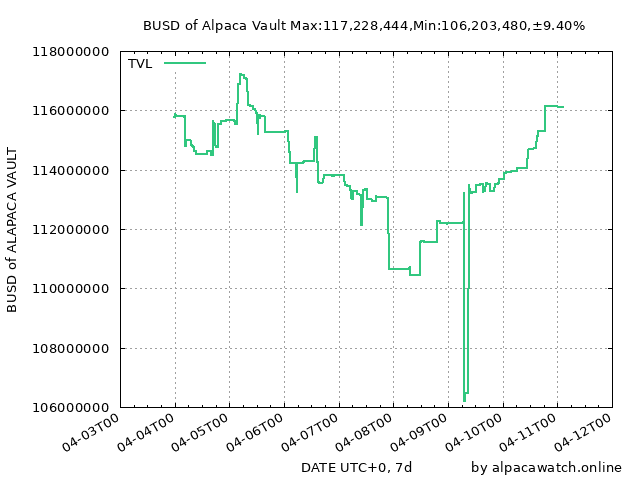 BUSD of Alpaca Vault Max:117,228,444,Min:106,203,480,±9.40%
TVL
118000000
116000000
114000000
112000000
110000000
108000000
106000000
BUSD of ALAPACA VAULT
04-03T00
04-04T00
04-05T00
04-06T00
04-07T00
04-08T00
04-09T00
04-10T00
04-11T00
04-12T00
DATE UTC+0, 7d
by alpacawatch.online